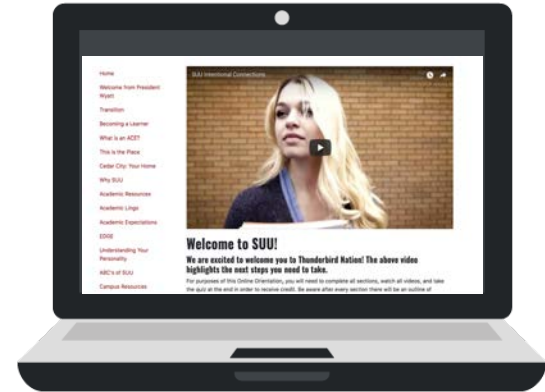 Home
Welcome from President
Wyatt
Transition
Becoming a Learner
What is an ACET
This is the Place
Cedar City: Your Home
Why SUU
Academic Resources
Academic Lingo
Academic Expectations
EDGE
Understanding Your
Personality
ABC's of SUU
Campus Resources
SUU Intentional Connections
Welcome to SUU!
We are excited to welcome you to Thunderbird Nation! The above video
highlights the next steps you need to take.
For purposes of this Online Orientation, you will need to complete all sections, watch all videos, and take
the quiz at the end in order to receive credit. Be aware after every section there will be an outline of